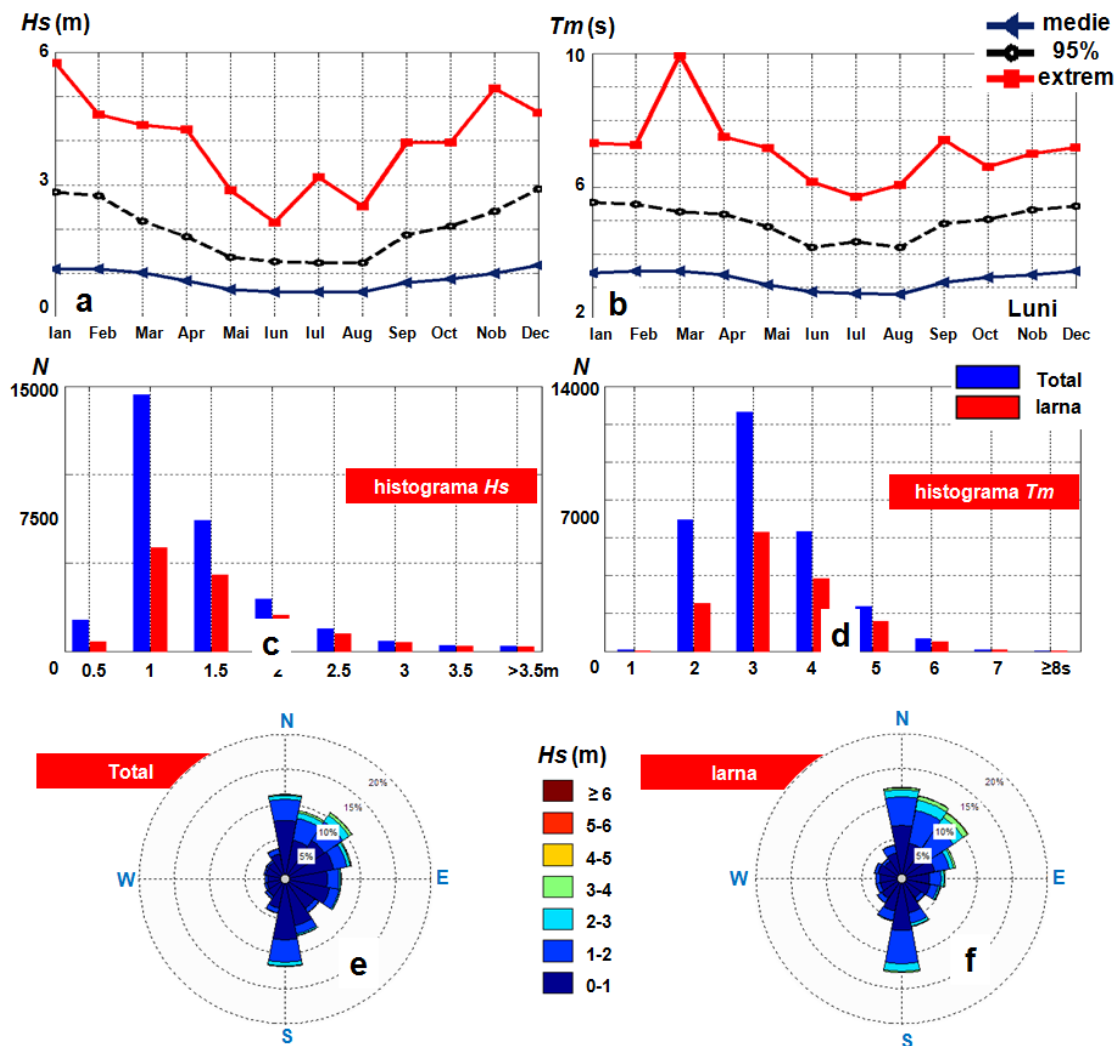 Hs (m)
Tm (s)
medie
95%
extrem
6
3
0
a
Ian Feb Mar Apr Mai Iun Iul Aug Sep Oct Nob Dec
10
6
2
b
Luni
Ian Feb Mar Apr Mai Iun Iul Aug Sep Oct Nob Dec
N
15000
7500
0
histograma Hs
c
0.5 1 1.5 2 2.5 3 3.5 >3.5m
N
14000
7000
0
Total
Iarna
histograma Tm
d
1 2 3 4 5 6 7 ≥8s
Total
N
W
E
S
20%
15%
10%
5%
e
Hs (m)
≥ 6
5-6
4-5
3-4
2-3
1-2
0-1
Iarna
N
W
E
S
20%
15%
10%
5%
f